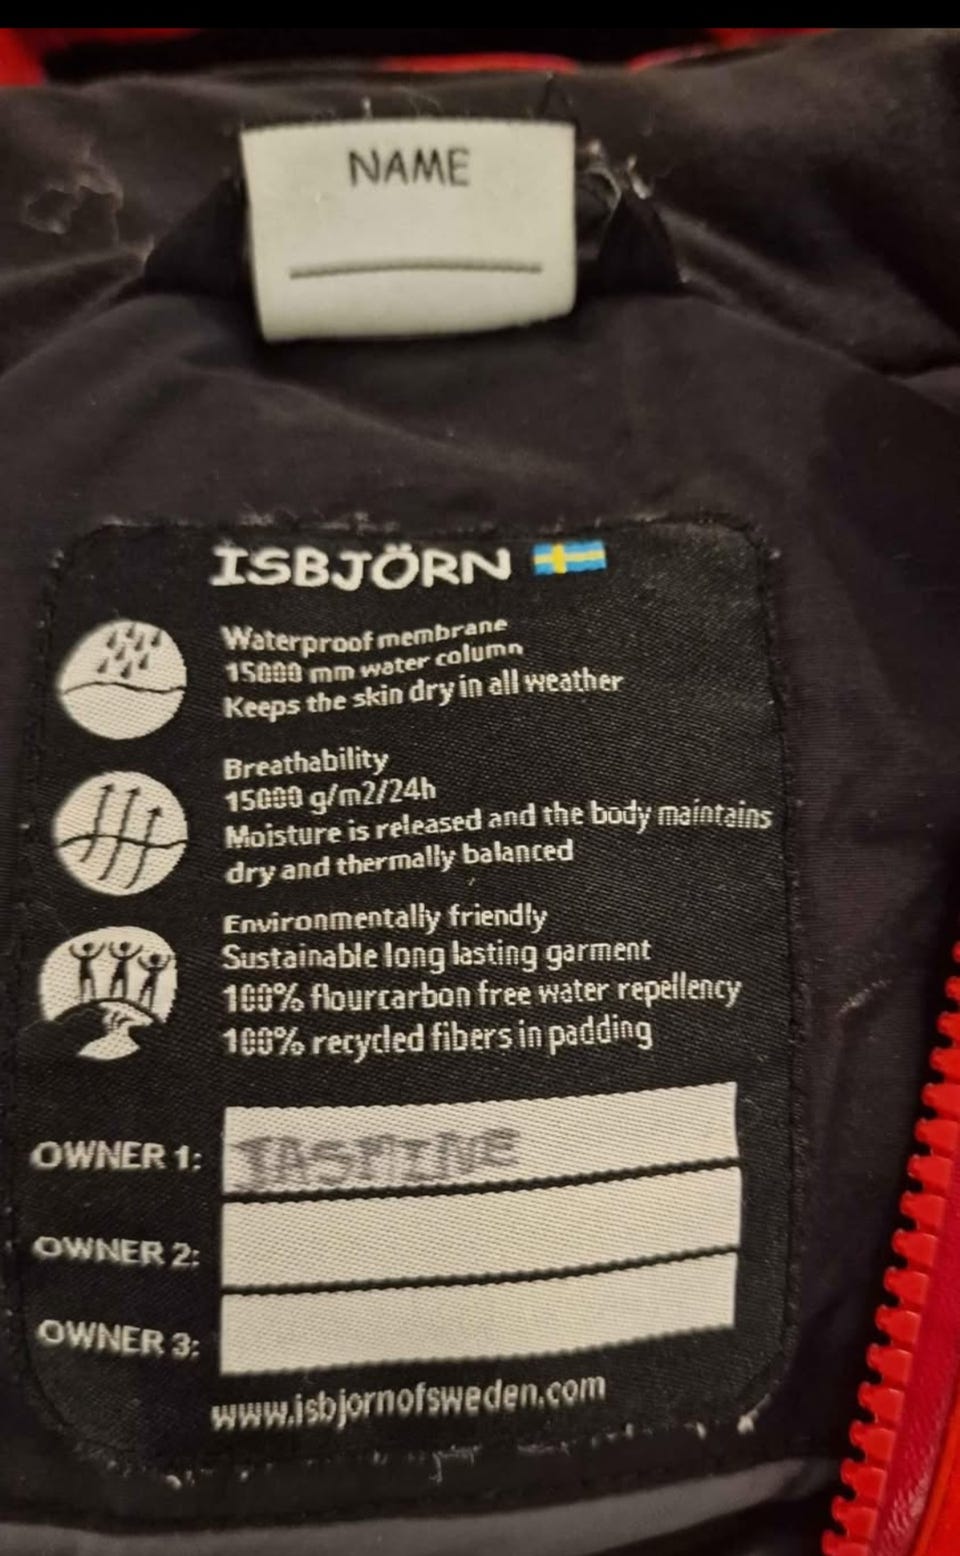 NAME
ISBJÖRN
Waterproof membrane
15000 mm water column
Keeps the skin dry in all weather
Breathability
15000 g/m2/24h
Moisture is released and the body maintains
dry and thermally balanced
Environmentally friendly
Sustainable long lasting garment
100% flourcarbon free water repellency
100% recycled fibers in padding
OWNER 1: JASMINE
OWNER 2:
OWNER 3:
www.isbjornofsweden.com